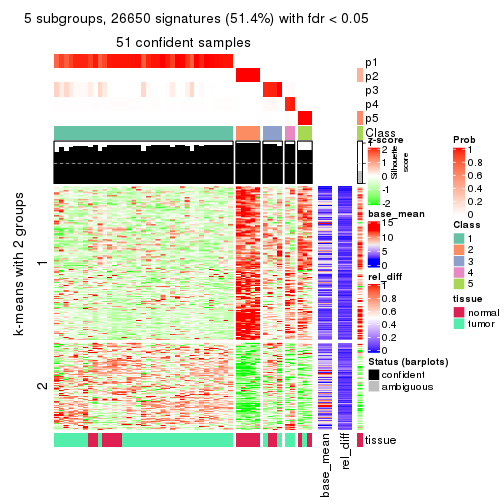 5 subgroups, 26650 signatures (51.4%) with fdr < 0.05
51 confident samples
p1
p2
p3
p4
p5
Class
k-means with 2 groups
1
2
base_mean
rel_diff
tissue
z-score
2
1
0
-1
-2
Silhouette
score
base_mean
15
10
5
0
rel_diff
1
0.8
0.6
0.4
0.2
0
Status (barplots)
confident
ambiguous
Prob
1
0.8
0.6
0.4
0.2
0
Class
1
2
3
4
5
tissue
normal
tumor